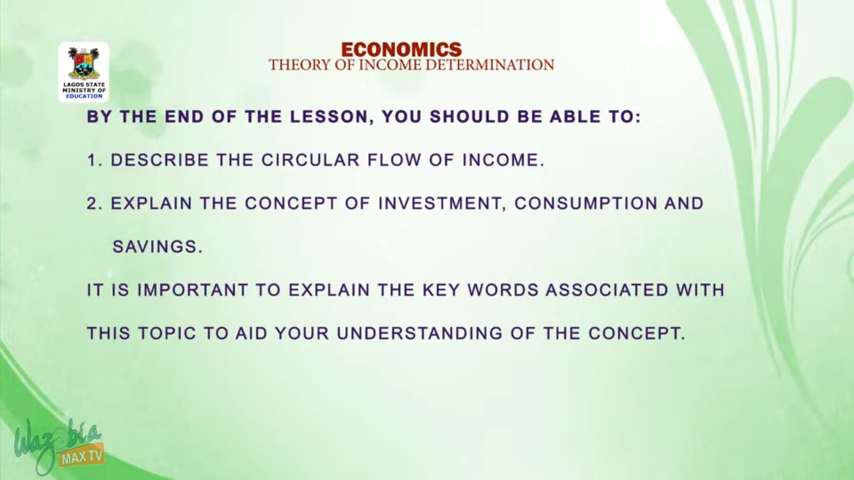 ECONOMICS
THEORY OF INCOME DETERMINATION
LAGOS STATE
MINISTRY OF
EDUCATION
BY THE END OF THE LESSON, YOU SHOULD BE ABLE TO:
1. DESCRIBE THE CIRCULAR FLOW OF INCOME.
2. EXPLAIN THE CONCEPT OF INVESTMENT, CONSUMPTION AND
SAVINGS.
IT IS IMPORTANT TO EXPLAIN THE KEY WORDS ASSOCIATED WITH
THIS TOPIC TO AID YOUR UNDERSTANDING OF THE CONCEPT.
Wazobia
MAX TV